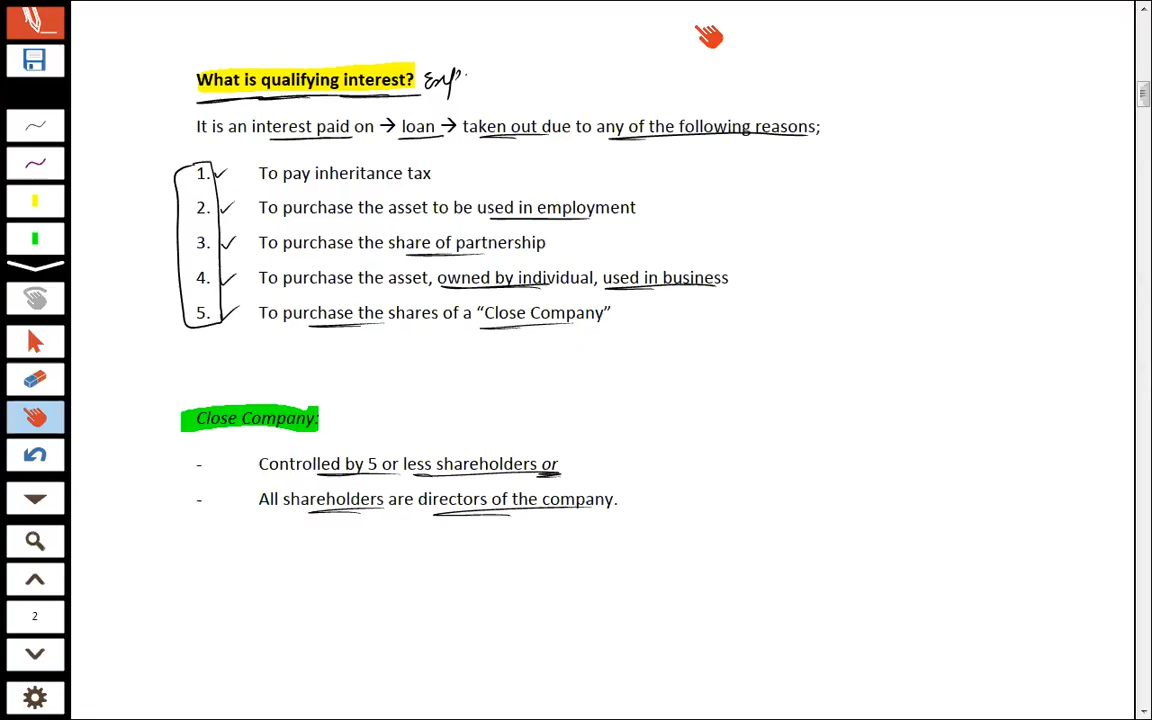 What is qualifying interest? Exp.
It is an interest paid on → loan → taken out due to any of the following reasons;
1. To pay inheritance tax
2. To purchase the asset to be used in employment
3. To purchase the share of partnership
4. To purchase the asset, owned by individual, used in business
5. To purchase the shares of a “Close Company”
Close Company:
- Controlled by 5 or less shareholders or
- All shareholders are directors of the company.
2